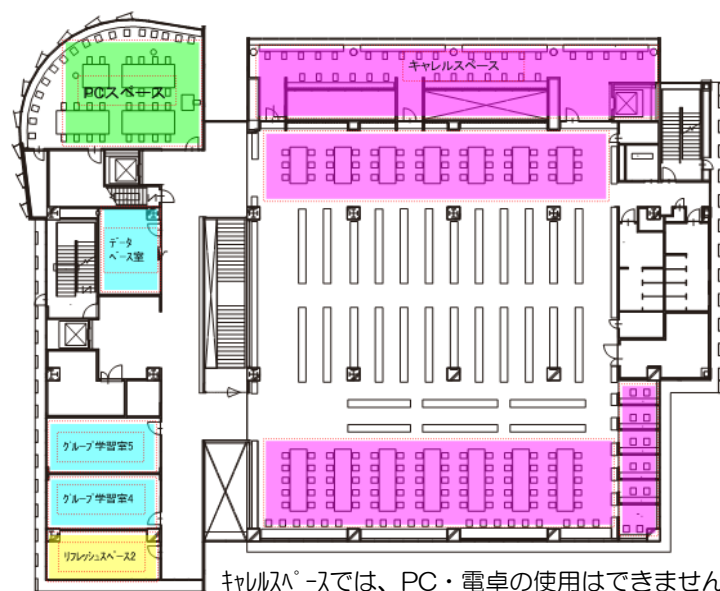 キャレルスペース
PCスペース
データ
ベース室
グループ学習室5
グループ学習室4
リフレッシュスペース2
キャレルスペースでは、PC・電卓の使用はできません